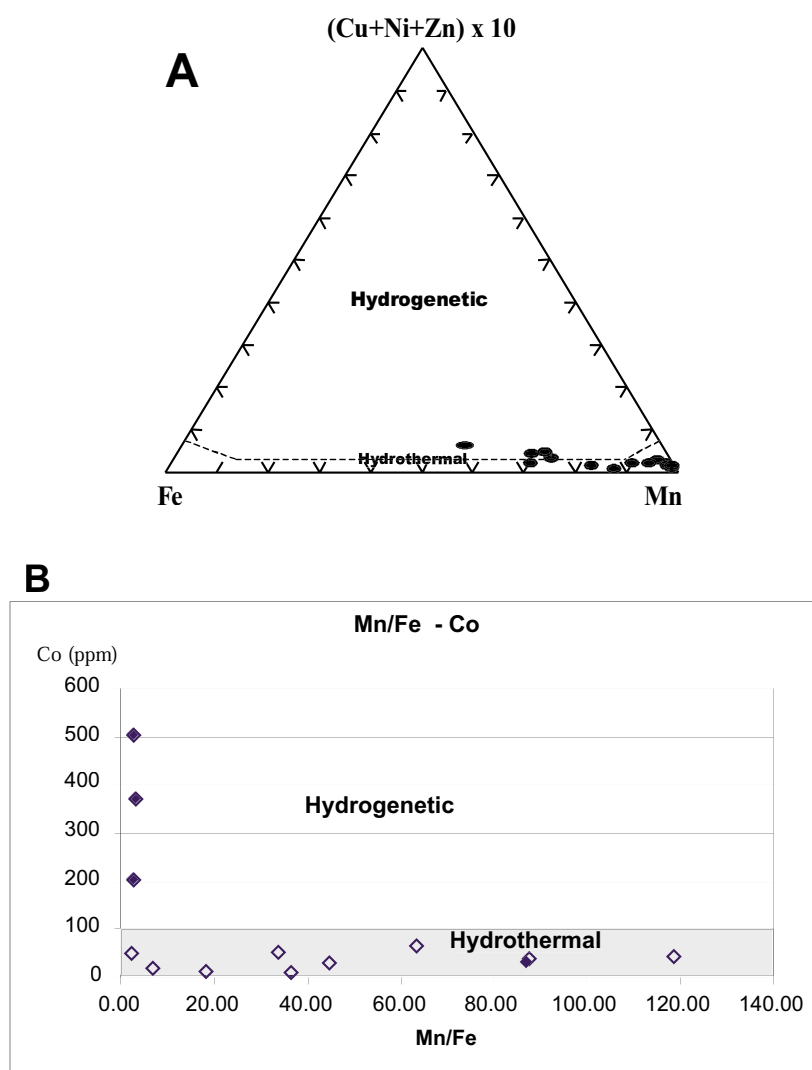 (Cu+Ni+Zn) x 10
A
Hydrogenetic
Hydrothermal
Fe
Mn
B
Mn/Fe - Co
Co (ppm)
600
500
400
300
200
100
0
Hydrogenetic
Hydrothermal
0.00 20.00 40.00 60.00 80.00 100.00 120.00 140.00
Mn/Fe